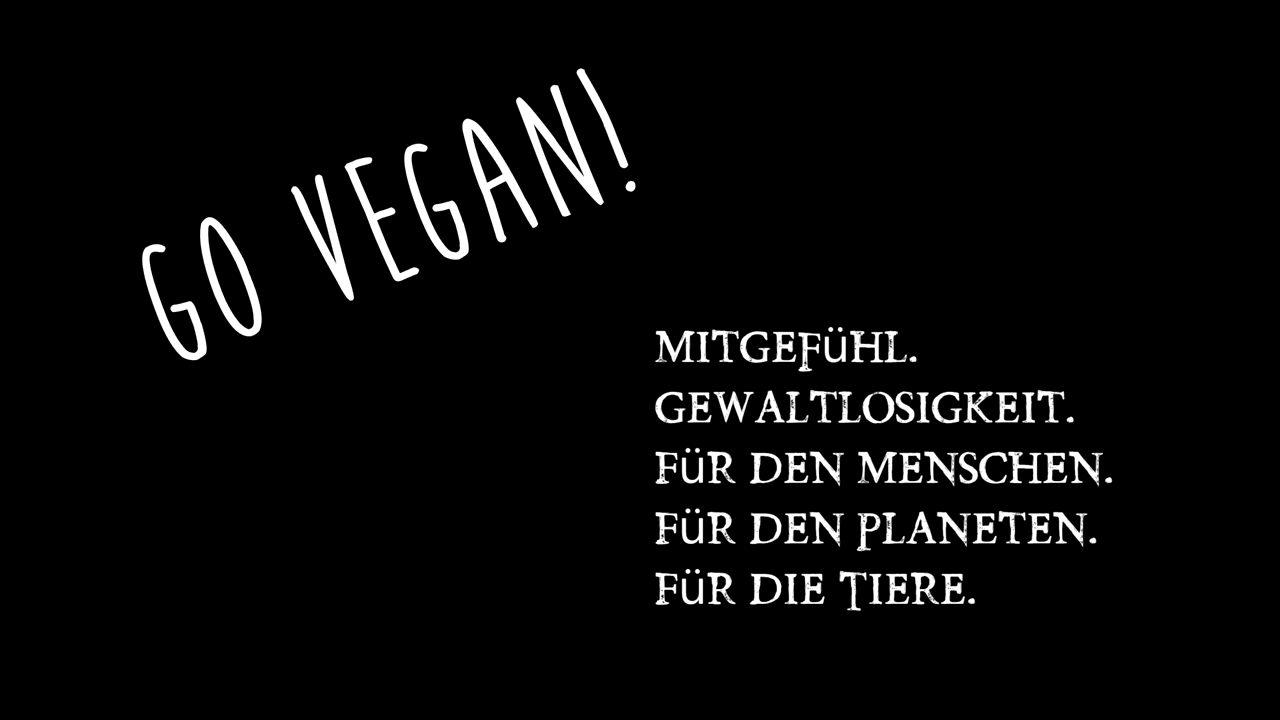 GO VEGAN!
MITGEFüHL.
GEWALTLOSIGKEIT.
FüR DEN MENSCHEN.
FüR DEN PLANETEN.
FüR DIE TIERE.